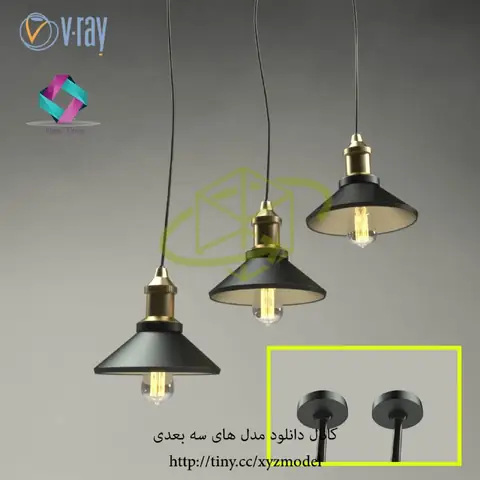 v·ray
کانال دانلود مدل های سه بعدی
http://tiny.cc/xyzmodel